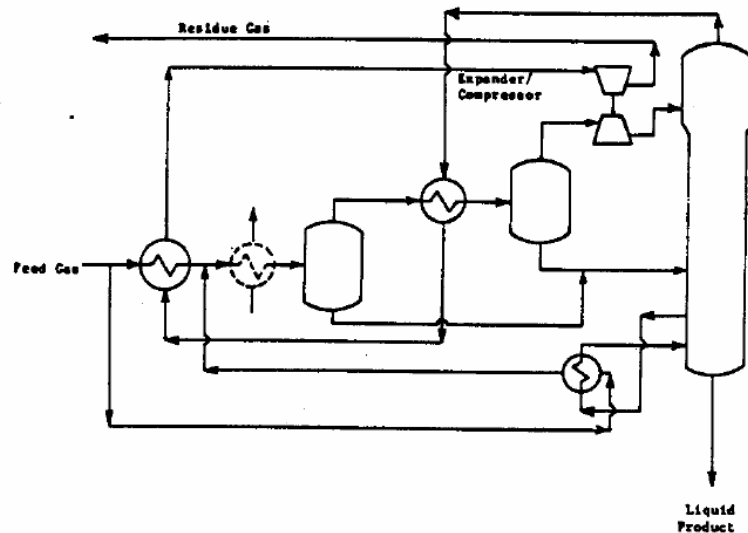 Residue Gas
Expander/
Compressor
Feed Gas
Liquid
Product